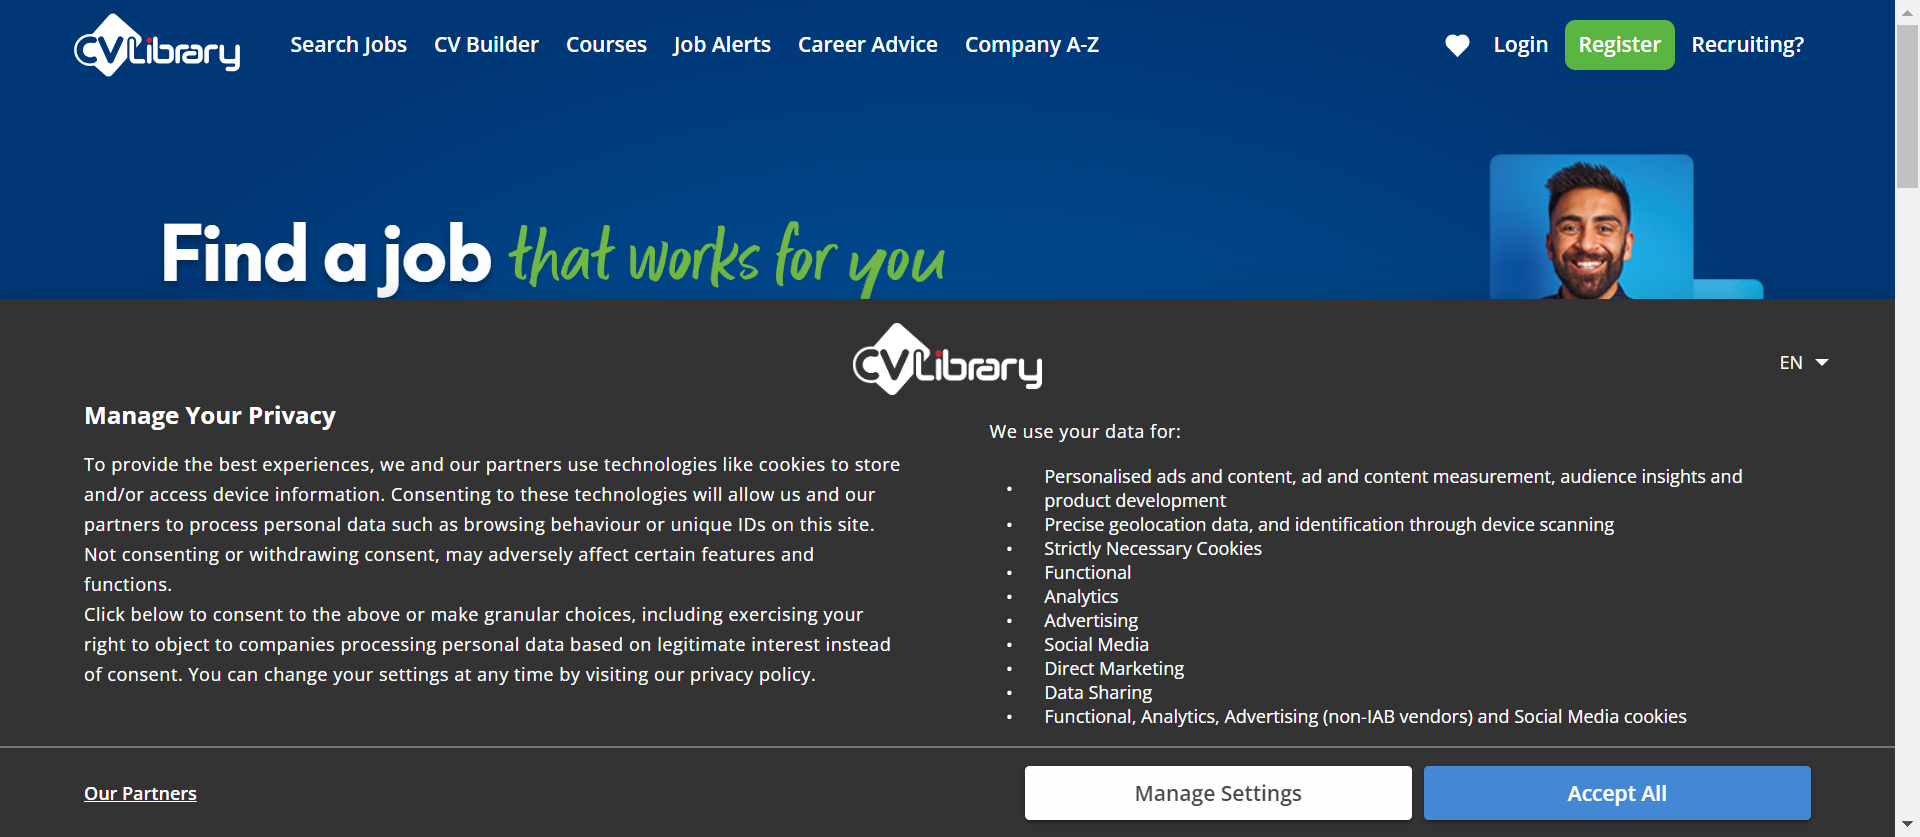 CVLibrary
Search Jobs
CV Builder
Courses
Job Alerts
Career Advice
Company A-Z
Login
Register
Recruiting?
Find a job that works for you
CVLibrary
EN
Manage Your Privacy
To provide the best experiences, we and our partners use technologies like cookies to store
and/or access device information. Consenting to these technologies will allow us and our
partners to process personal data such as browsing behaviour or unique IDs on this site.
Not consenting or withdrawing consent, may adversely affect certain features and
functions.
Click below to consent to the above or make granular choices, including exercising your
right to object to companies processing personal data based on legitimate interest instead
of consent. You can change your settings at any time by visiting our privacy policy.
We use your data for:
• Personalised ads and content, ad and content measurement, audience insights and
product development
• Precise geolocation data, and identification through device scanning
• Strictly Necessary Cookies
• Functional
• Analytics
• Advertising
• Social Media
• Direct Marketing
• Data Sharing
• Functional, Analytics, Advertising (non-IAB vendors) and Social Media cookies
Our Partners
Manage Settings
Accept All